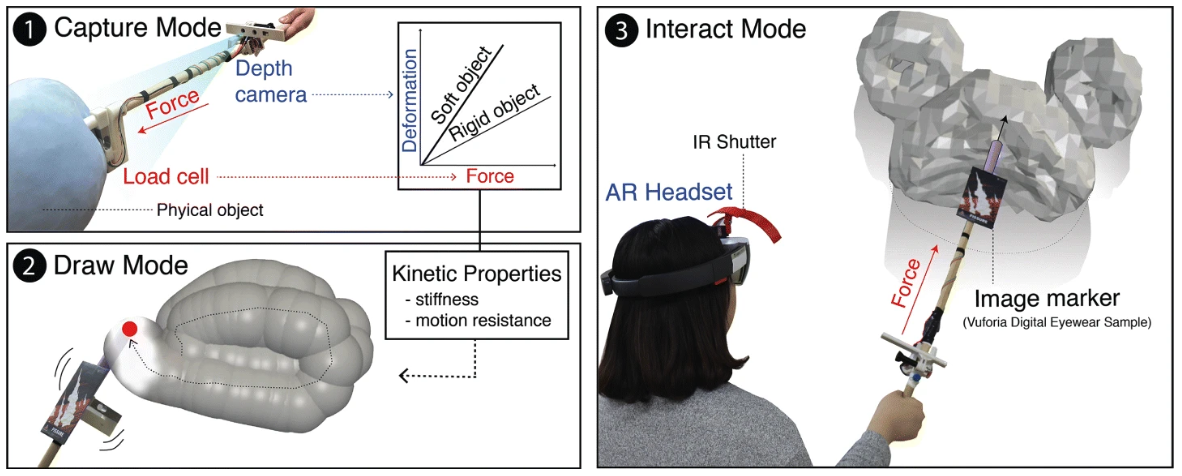 1 Capture Mode
Depth
camera
Force
Load cell
Phyical object
Deformation
Soft object
Rigid object
Force
2 Draw Mode
Kinetic Properties
- stiffness
- motion resistance
3 Interact Mode
IR Shutter
AR Headset
Force
Image marker
(Vuforia Digital Eyewear Sample)